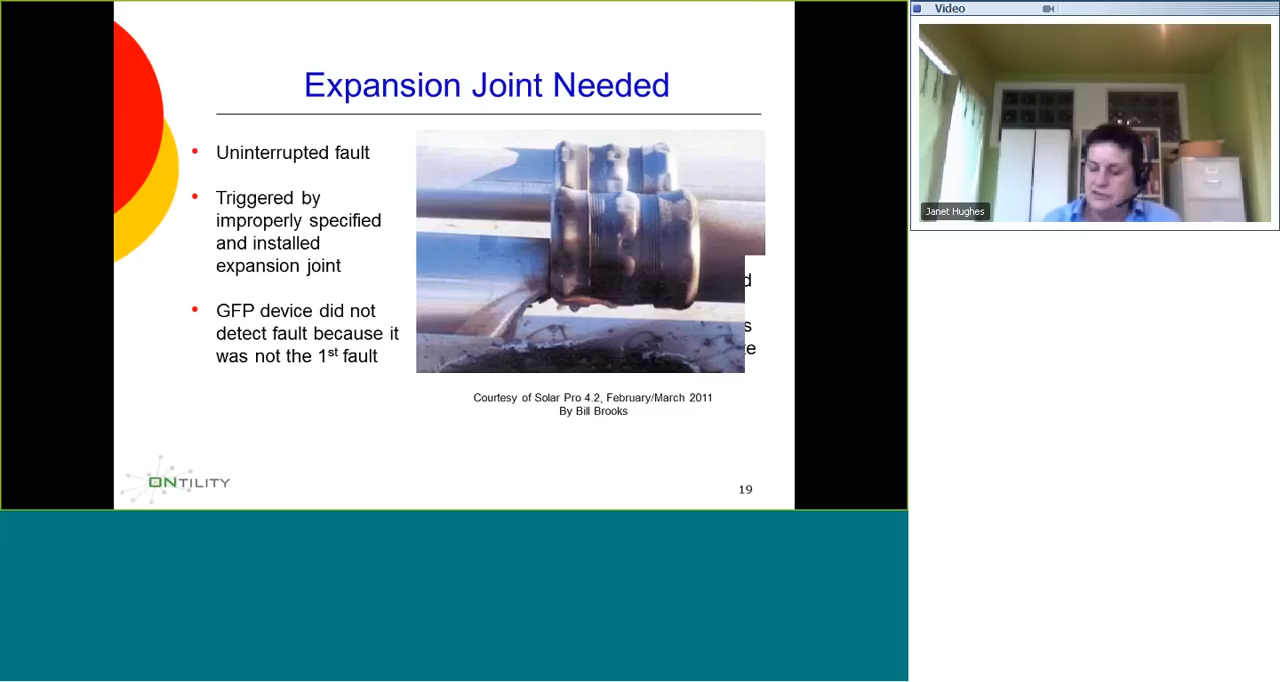 Video
Expansion Joint Needed
• Uninterrupted fault
• Triggered by
improperly specified
and installed
expansion joint
• GFP device did not
detect fault because it
was not the 1st fault
Courtesy of Solar Pro 4.2, February/March 2011
By Bill Brooks
ONTILITY
19
Janet Hughes